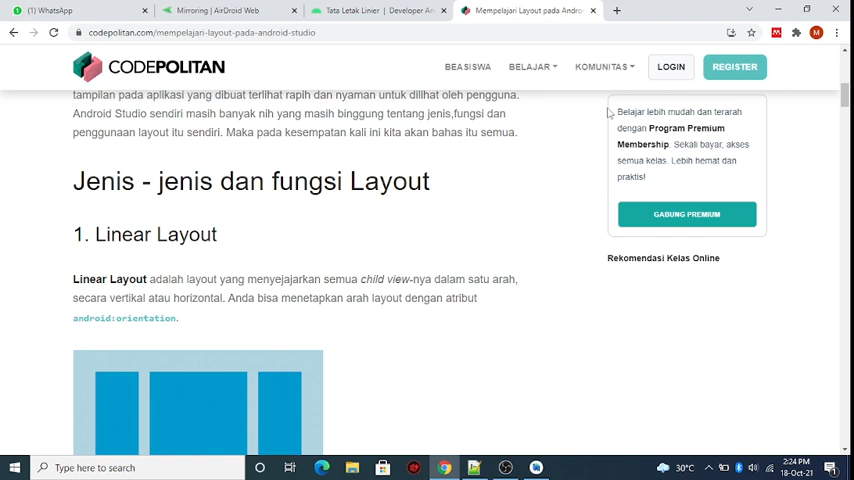 (1) WhatsApp
Mirroring | AirDroid Web
Tata Letak Linier | Developer An
Mempelajari Layout pada Androi
codepolitan.com/mempelajari-layout-pada-android-studio
M
CODEPOLITAN
BEASISWA
BELAJAR
KOMUNITAS
LOGIN
REGISTER
tampilan pada aplikasi yang dibuat terlihat rapih dan nyaman untuk dilihat oleh pengguna.
Android Studio sendiri masih banyak nih yang masih binggung tentang jenis,fungsi dan
penggunaan layout itu sendiri. Maka pada kesempatan kali ini kita akan bahas itu semua.
Jenis - jenis dan fungsi Layout
1. Linear Layout
Linear Layout adalah layout yang menyejajarkan semua child view-nya dalam satu arah,
secara vertikal atau horizontal. Anda bisa menetapkan arah layout dengan atribut
android:orientation.
Belajar lebih mudah dan terarah
dengan Program Premium
Membership. Sekali bayar, akses
semua kelas. Lebih hemat dan
praktis!
GABUNG PREMIUM
Rekomendasi Kelas Online
Type here to search
30°C
2:24 PM
18-Oct-21